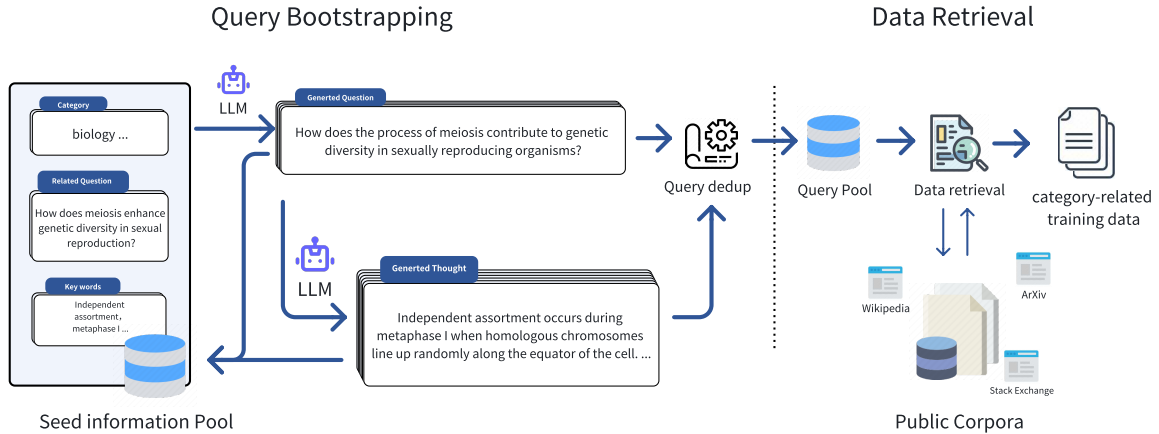 Query Bootstrapping
Data Retrieval
LLM
Category
biology ...
Related Question
How does meiosis enhance
genetic diversity in sexual
reproduction?
Key words
Independent
assortment,
metaphase I ...
Seed information Pool
Generted Question
How does the process of meiosis contribute to genetic
diversity in sexually reproducing organisms?
LLM
Generted Thought
Independent assortment occurs during
metaphase I when homologous chromosomes
line up randomly along the equator of the cell. ...
Query dedup
Query Pool
Data retrieval
category-related
training data
Wikipedia
ArXiv
Stack Exchange
Public Corpora